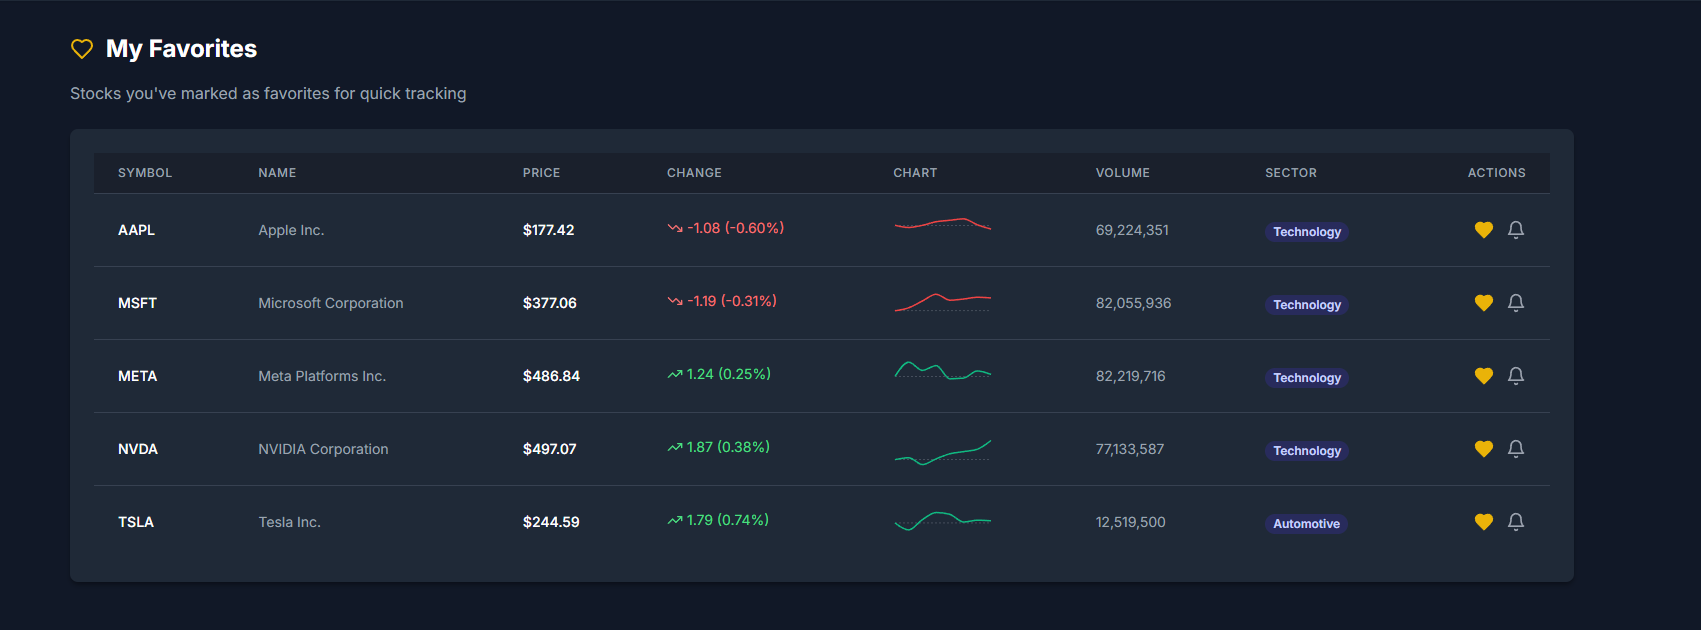 My Favorites
Stocks you've marked as favorites for quick tracking
SYMBOL NAME PRICE CHANGE CHART VOLUME SECTOR ACTIONS
AAPL Apple Inc. $177.42 -1.08 (-0.60%) 69,224,351 Technology
MSFT Microsoft Corporation $377.06 -1.19 (-0.31%) 82,055,936 Technology
META Meta Platforms Inc. $486.84 1.24 (0.25%) 82,219,716 Technology
NVDA NVIDIA Corporation $497.07 1.87 (0.38%) 77,133,587 Technology
TSLA Tesla Inc. $244.59 1.79 (0.74%) 12,519,500 Automotive